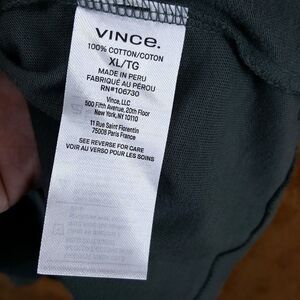 VINCE.
100% COTTON/COTON
XL/TG
MADE IN PERU
FABRIQUÉ AU PÉROU
RN#106730
Vince, LLC
500 Fifth Avenue, 20th Floor
New York, NY 10110
11 Rue Saint Florentin
75008 Paris France
SEE REVERSE FOR CARE
VOIR AU VERSO POUR LES SOINS